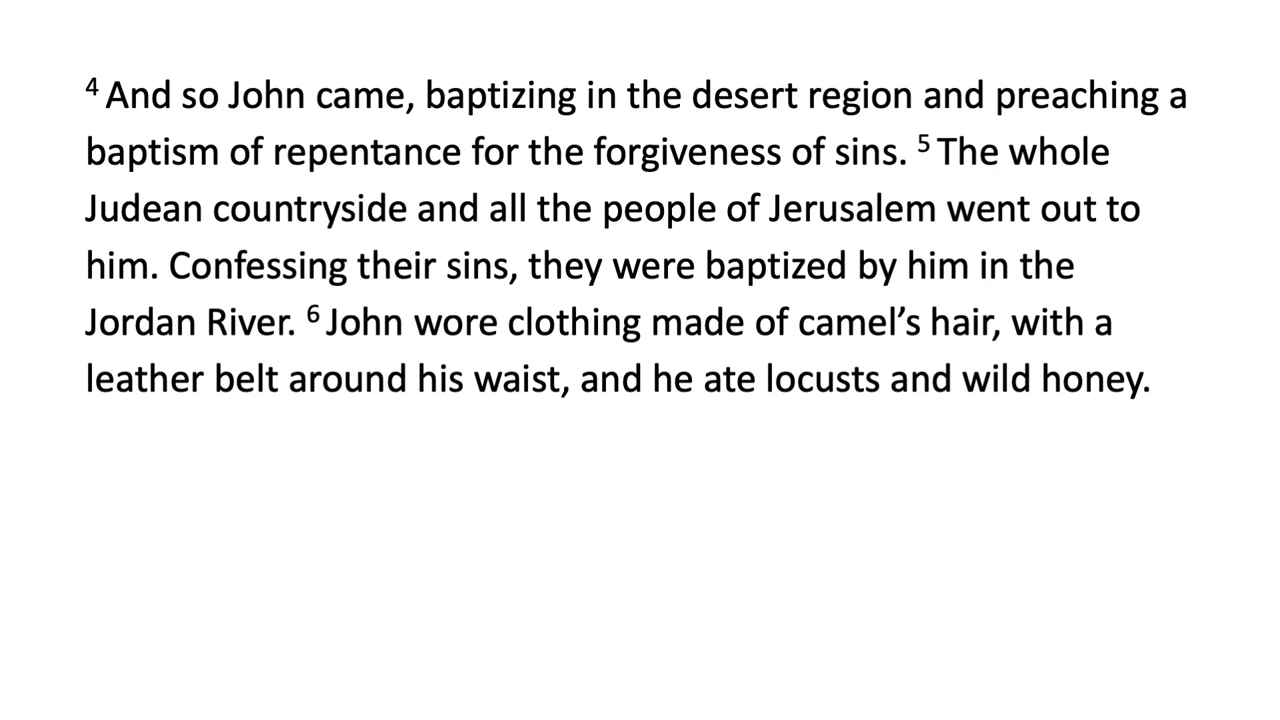 ⁴ And so John came, baptizing in the desert region and preaching a
baptism of repentance for the forgiveness of sins. ⁵ The whole
Judean countryside and all the people of Jerusalem went out to
him. Confessing their sins, they were baptized by him in the
Jordan River. ⁶ John wore clothing made of camel’s hair, with a
leather belt around his waist, and he ate locusts and wild honey.